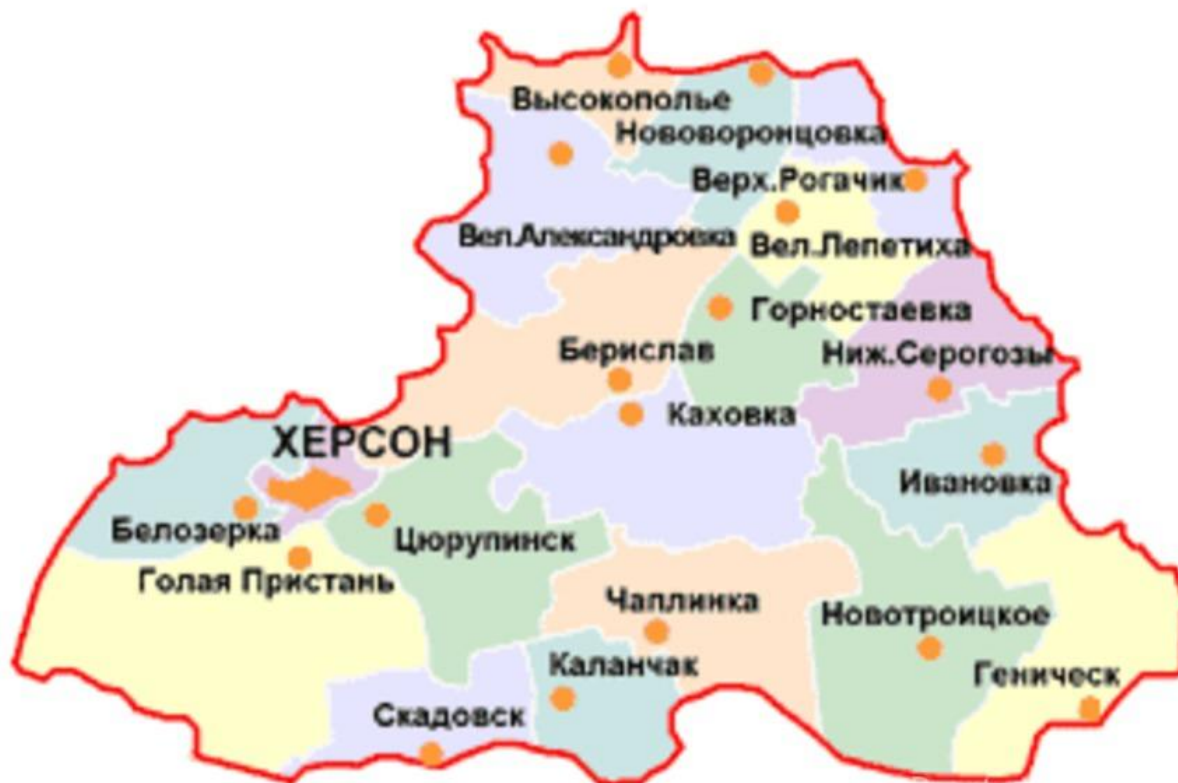 Высокополье
Нововоронцовка
Верх.Рогачик
Вел.Александровка
Вел.Лепетиха
Горностаевка
Берислав
Ниж.Серогозы
Каховка
ХЕРСОН
Ивановка
Белозерка
Цюрупинск
Голая Пристань
Чаплинка
Новотроицкое
Каланчак
Геническ
Скадовск